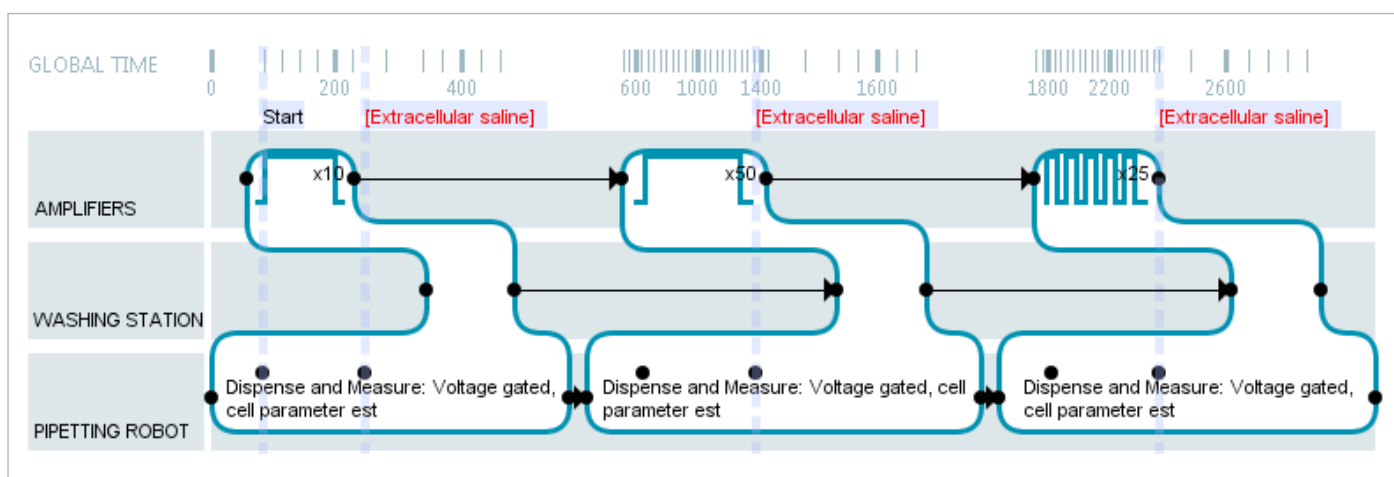 GLOBAL TIME
0 200 400 600 1000 1400 1600 1800 2200 2600
Start [Extracellular saline] [Extracellular saline] [Extracellular saline]
x10 x50 x25
AMPLIFIERS
WASHING STATION
Dispense and Measure: Voltage gated, Dispense and Measure: Voltage gated, cell Dispense and Measure: Voltage gated,
cell parameter est parameter est cell parameter est
PIPETTING ROBOT